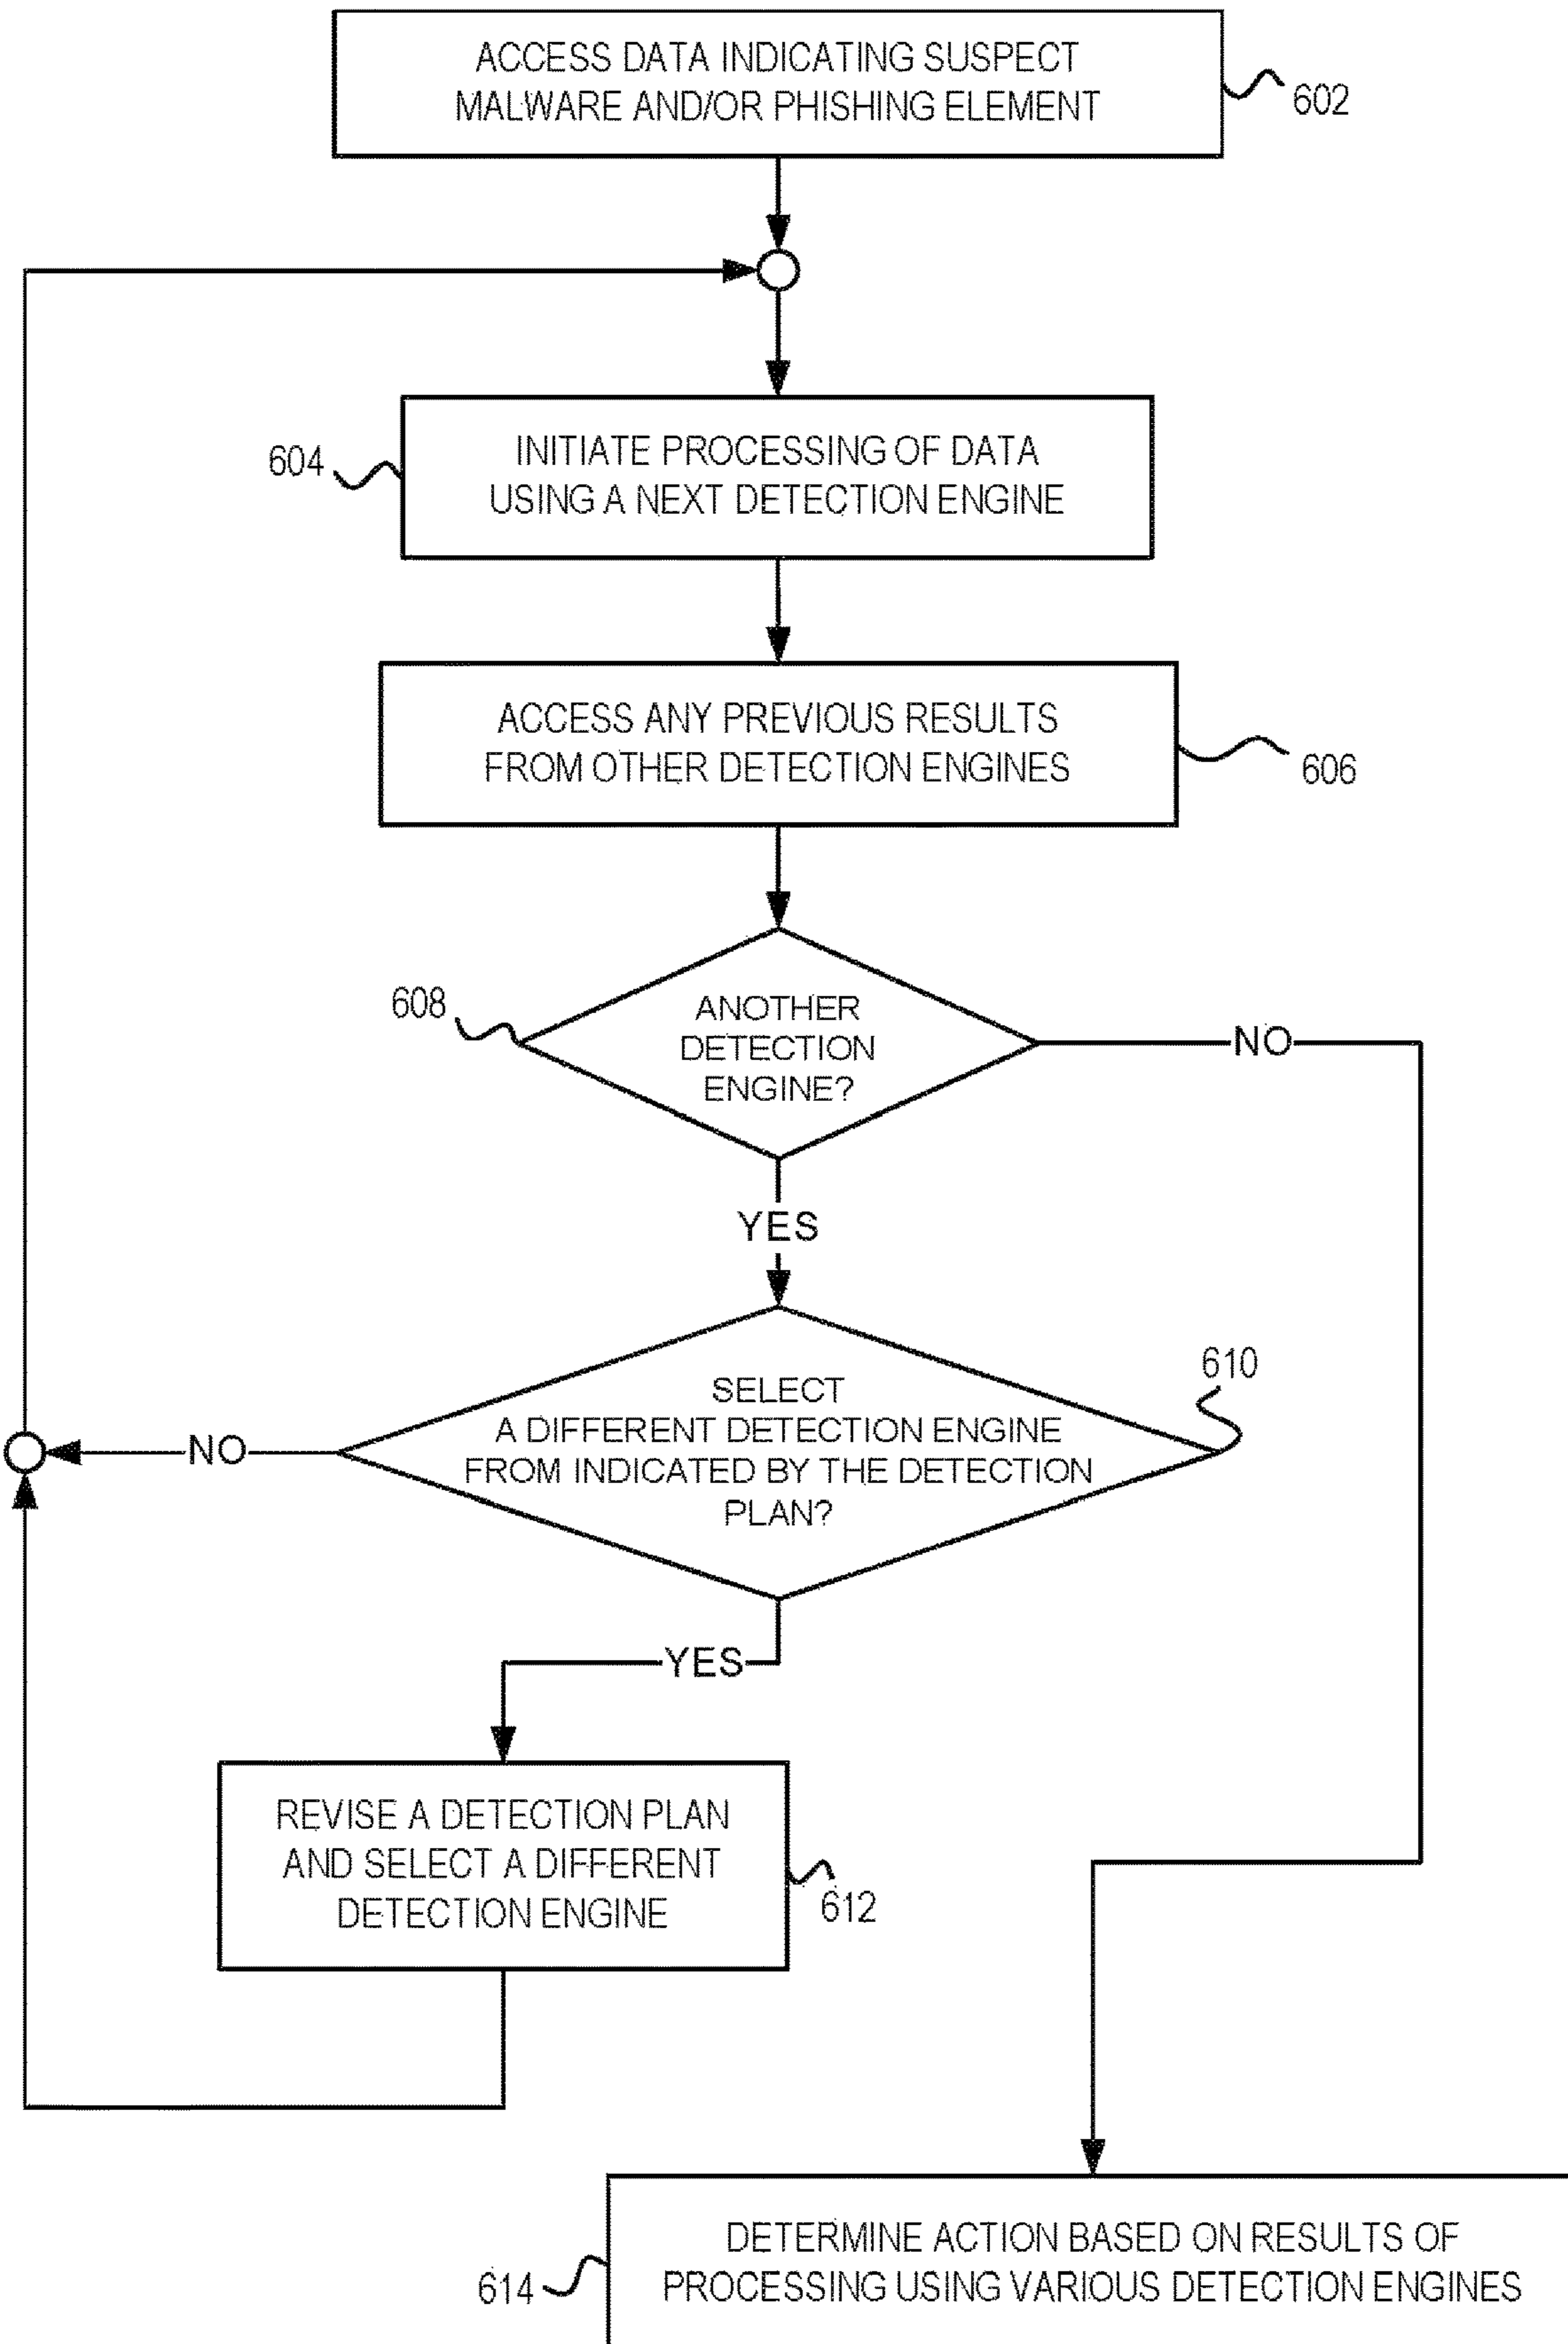 ACCESS DATA INDICATING SUSPECT
MALWARE AND/OR PHISHING ELEMENT
602
604
INITIATE PROCESSING OF DATA
USING A NEXT DETECTION ENGINE
ACCESS ANY PREVIOUS RESULTS
FROM OTHER DETECTION ENGINES
606
608
ANOTHER
DETECTION
ENGINE?
NO
YES
610
SELECT
A DIFFERENT DETECTION ENGINE
FROM INDICATED BY THE DETECTION
PLAN?
NO
YES
REVISE A DETECTION PLAN
AND SELECT A DIFFERENT
DETECTION ENGINE
612
DETERMINE ACTION BASED ON RESULTS OF
PROCESSING USING VARIOUS DETECTION ENGINES
614